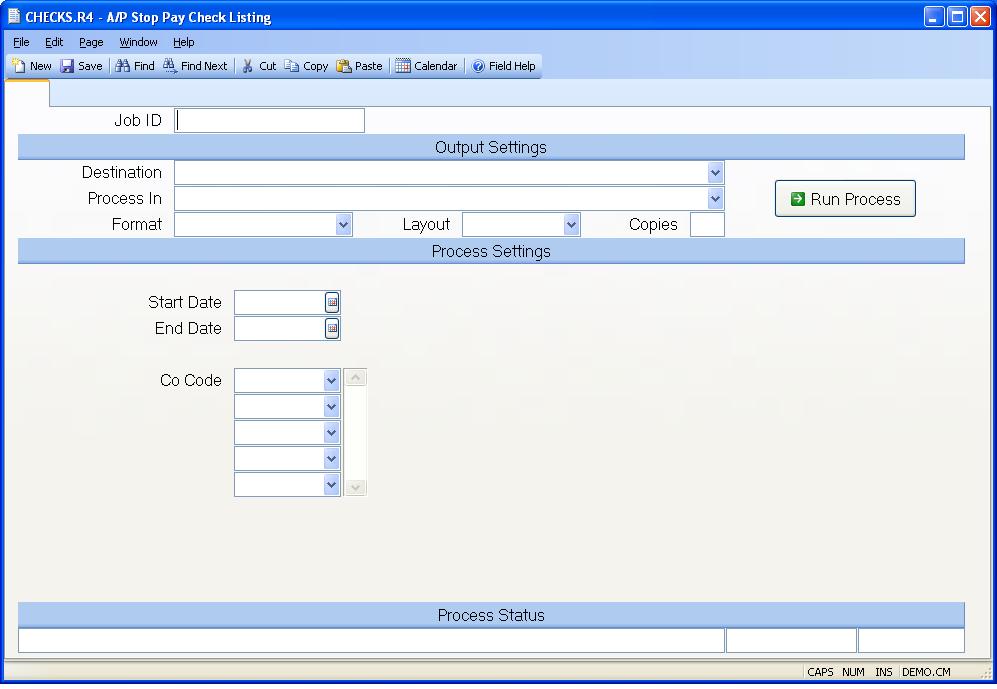 CHECKS.R4 - A/P Stop Pay Check Listing
File Edit Page Window Help
New Save Find Find Next Cut Copy Paste Calendar Field Help
Job ID
Output Settings
Destination
Process In
Run Process
Format Layout Copies
Process Settings
Start Date
End Date
Co Code
Process Status
CAPS NUM INS DEMO.CM